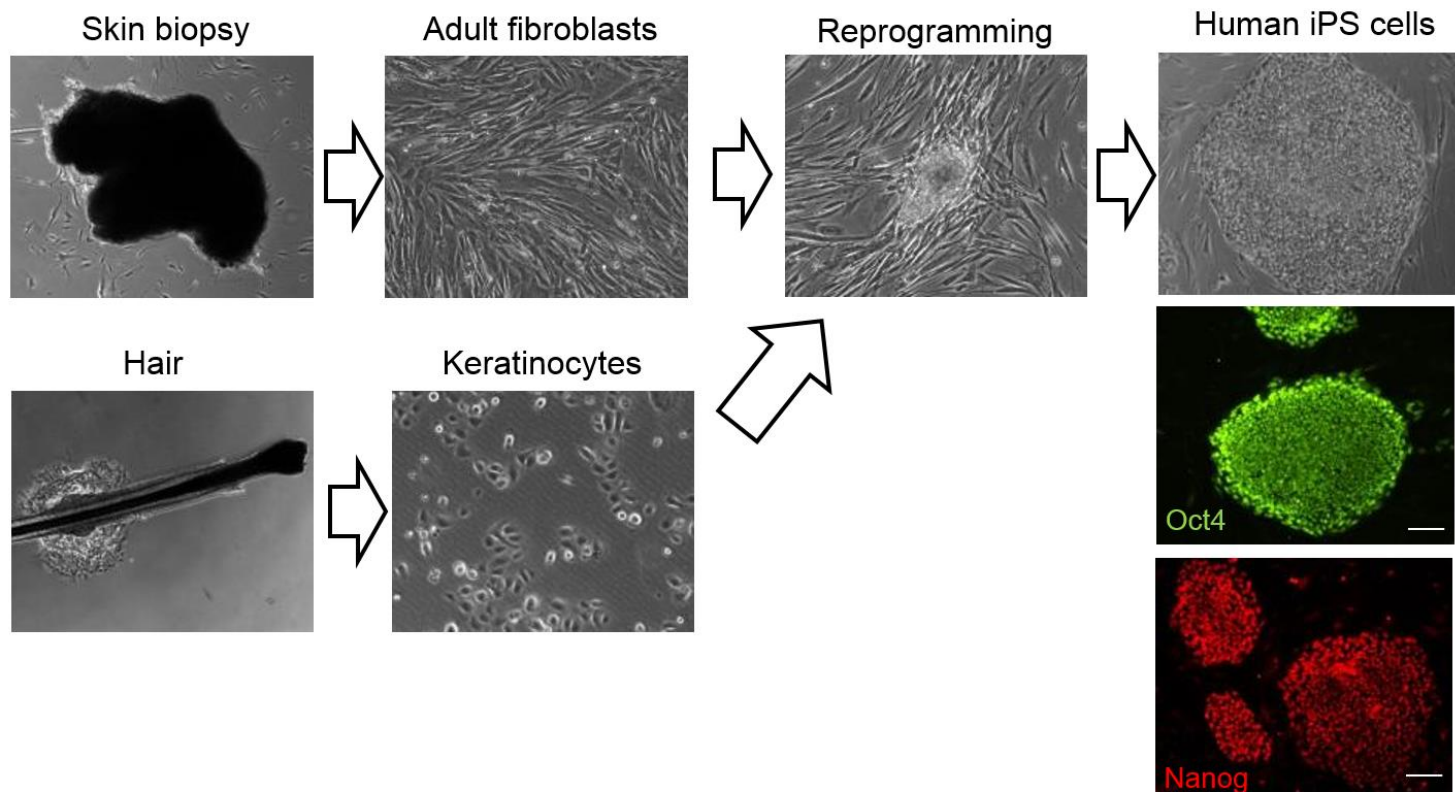 Skin biopsy
Adult fibroblasts
Reprogramming
Human iPS cells
Hair
Keratinocytes
Oct4
Nanog